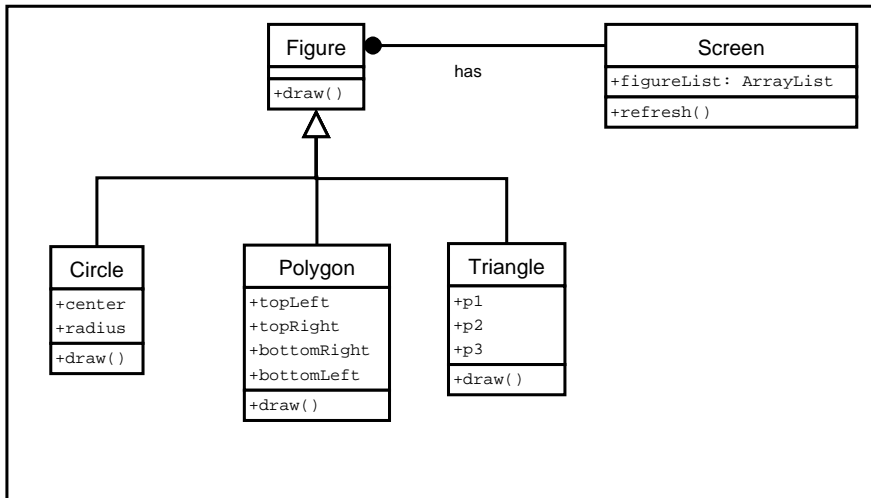 Figure
+draw()
has
Screen
+figureList: ArrayList
+refresh()
Circle
+center
+radius
+draw()
Polygon
+topLeft
+topRight
+bottomRight
+bottomLeft
+draw()
Triangle
+p1
+p2
+p3
+draw()